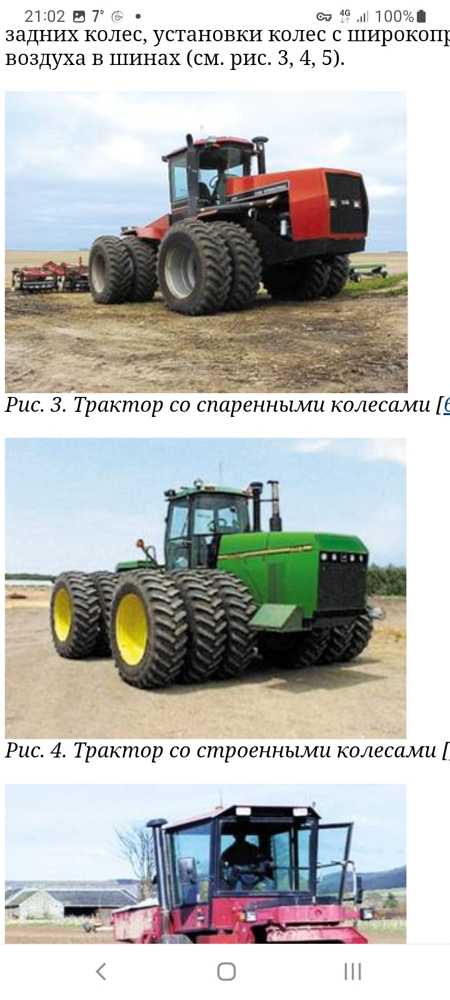 21:02 7° 4G 100%
задних колес, установки колес с широкопр
воздуха в шинах (см. рис. 3, 4, 5).
Рис. 3. Трактор со спаренными колесами [6
Рис. 4. Трактор со строенными колесами [